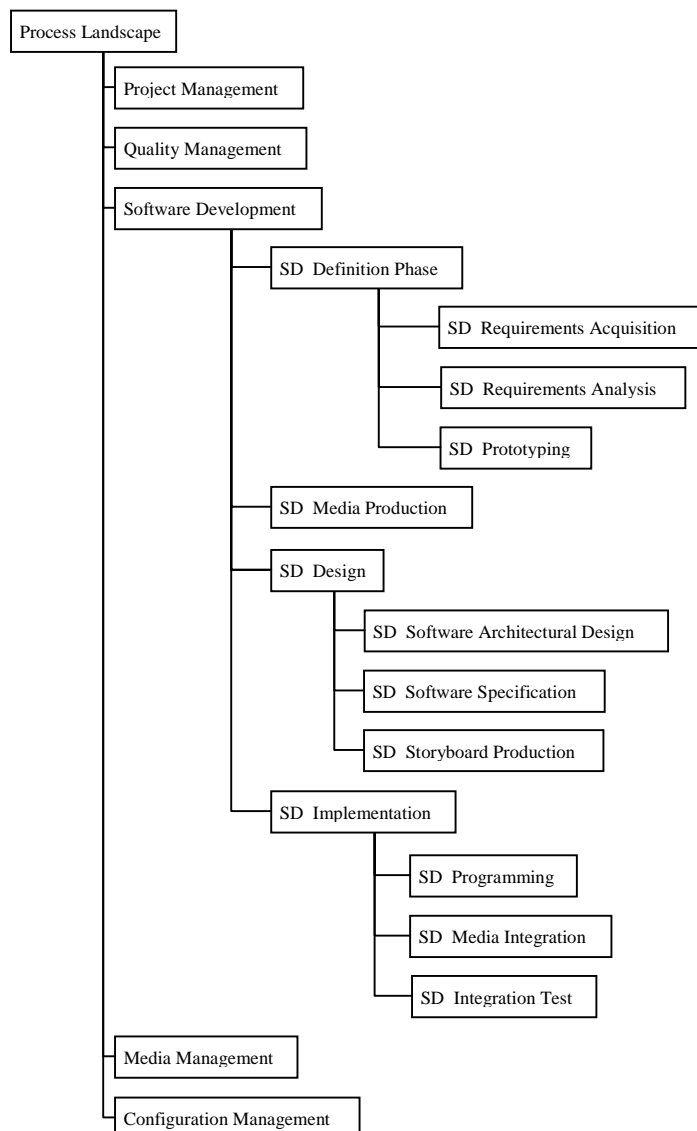 Process Landscape
Project Management
Quality Management
Software Development
SD Definition Phase
SD Requirements Acquisition
SD Requirements Analysis
SD Prototyping
SD Media Production
SD Design
SD Software Architectural Design
SD Software Specification
SD Storyboard Production
SD Implementation
SD Programming
SD Media Integration
SD Integration Test
Media Management
Configuration Management